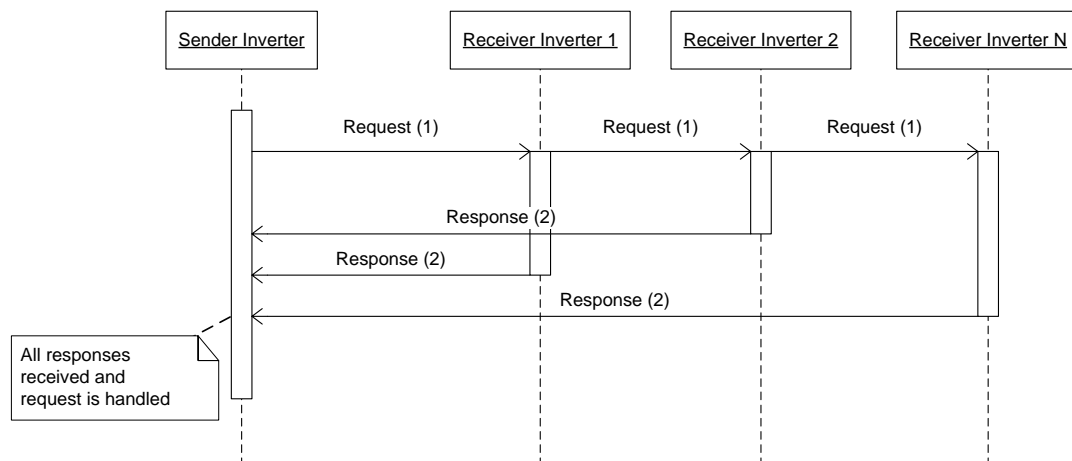 Sender Inverter
Receiver Inverter 1
Receiver Inverter 2
Receiver Inverter N
Request (1)
Request (1)
Request (1)
Response (2)
Response (2)
Response (2)
All responses
received and
request is handled